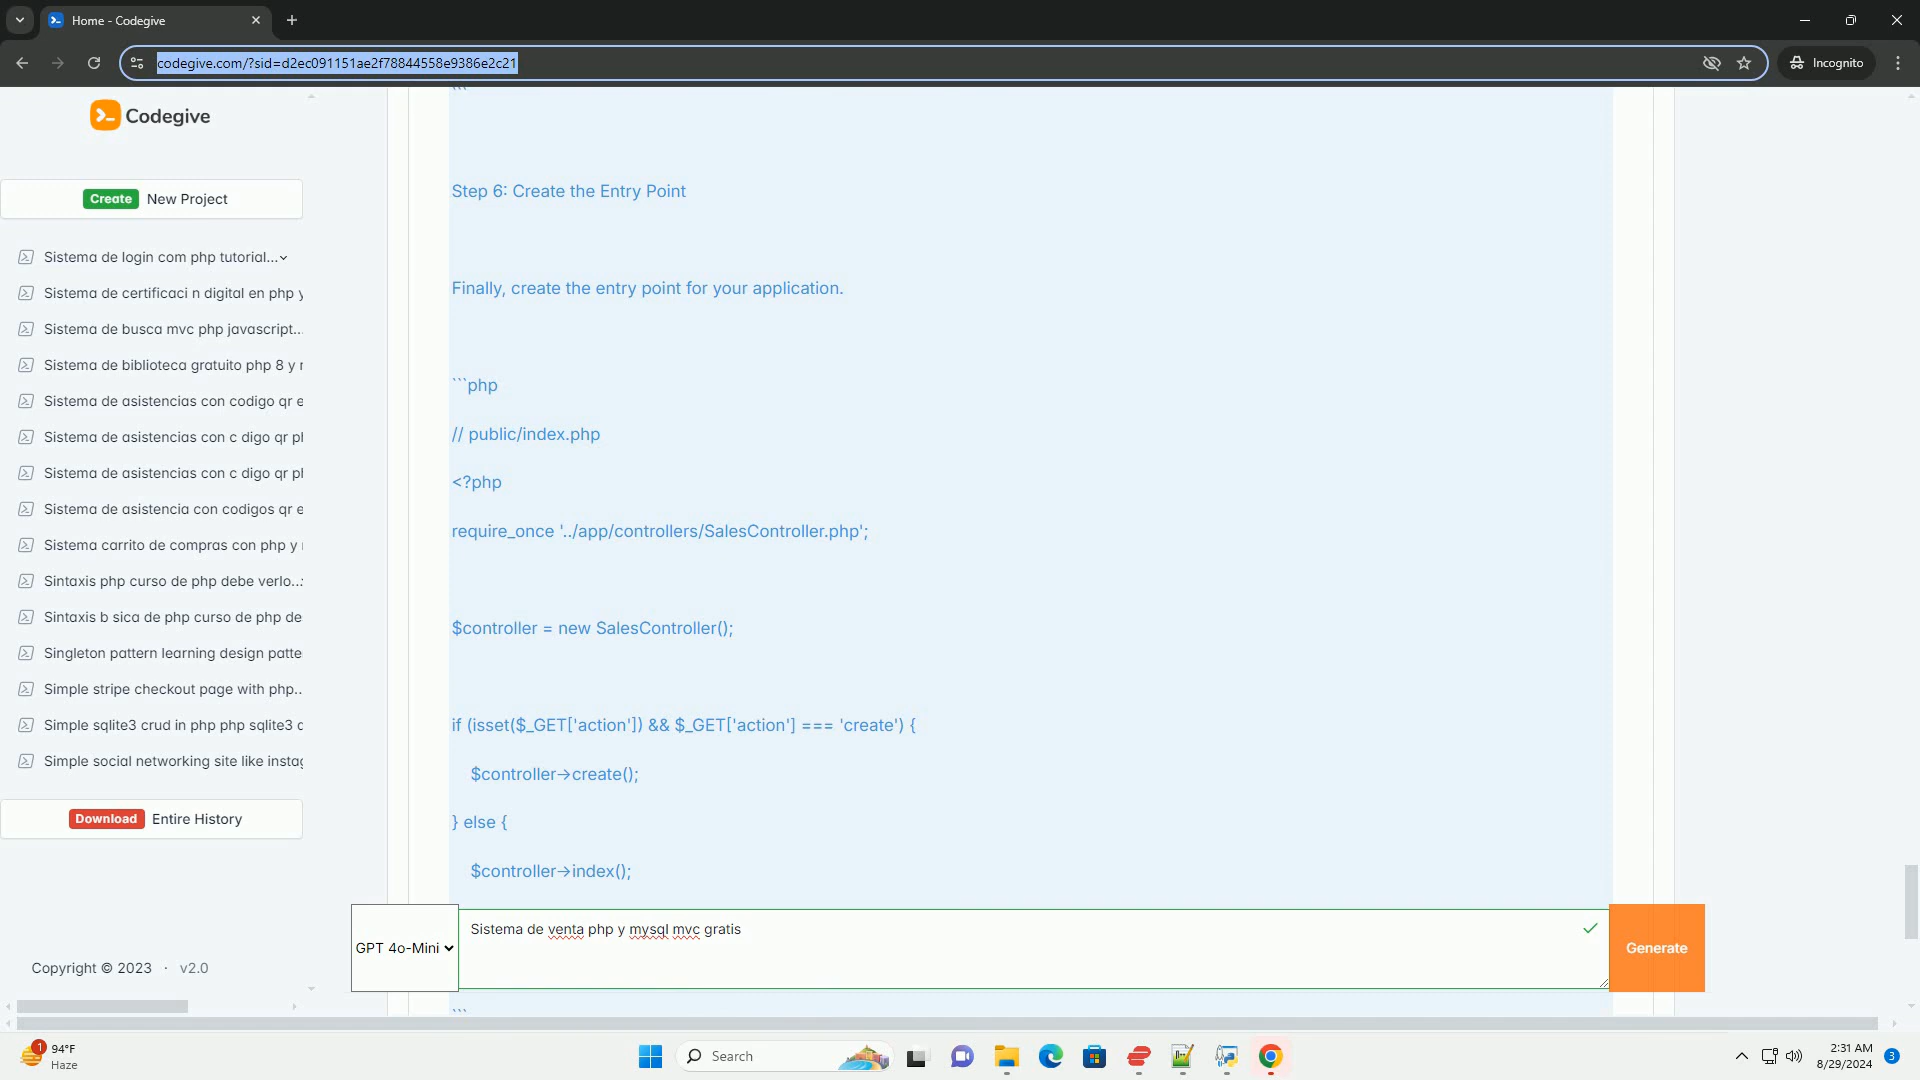 Home - Codegive
codegive.com/?sid=d2ec091151ae2f78844558e9386e2c21
Incognito
Codegive
Create New Project
Sistema de login com php tutorial...
Sistema de certificaci n digital en php y
Sistema de busca mvc php javascript...
Sistema de biblioteca gratuito php 8 y
Sistema de asistencias con codigo qr e
Sistema de asistencias con c digo qr
Sistema de asistencias con c digo qr
Sistema de asistencia con codigos qr e
Sistema carrito de compras con php y
Sintaxis php curso de php debe verlo...
Sintaxis b sica de php curso de php de
Singleton pattern learning design patte
Simple stripe checkout page with php...
Simple sqlite3 crud in php php sqlite3
Simple social networking site like insta
Download Entire History
Copyright © 2023 · v2.0
```
Step 6: Create the Entry Point
Finally, create the entry point for your application.
```php
// public/index.php
<?php
require_once '../app/controllers/SalesController.php';
$controller = new SalesController();
if (isset($_GET['action']) && $_GET['action'] === 'create') {
$controller->create();
} else {
$controller->index();
GPT 4o-Mini
Sistema de venta php y mysql mvc gratis
Generate
```
1
94°F
Haze
Search
2:31 AM
8/29/2024
3